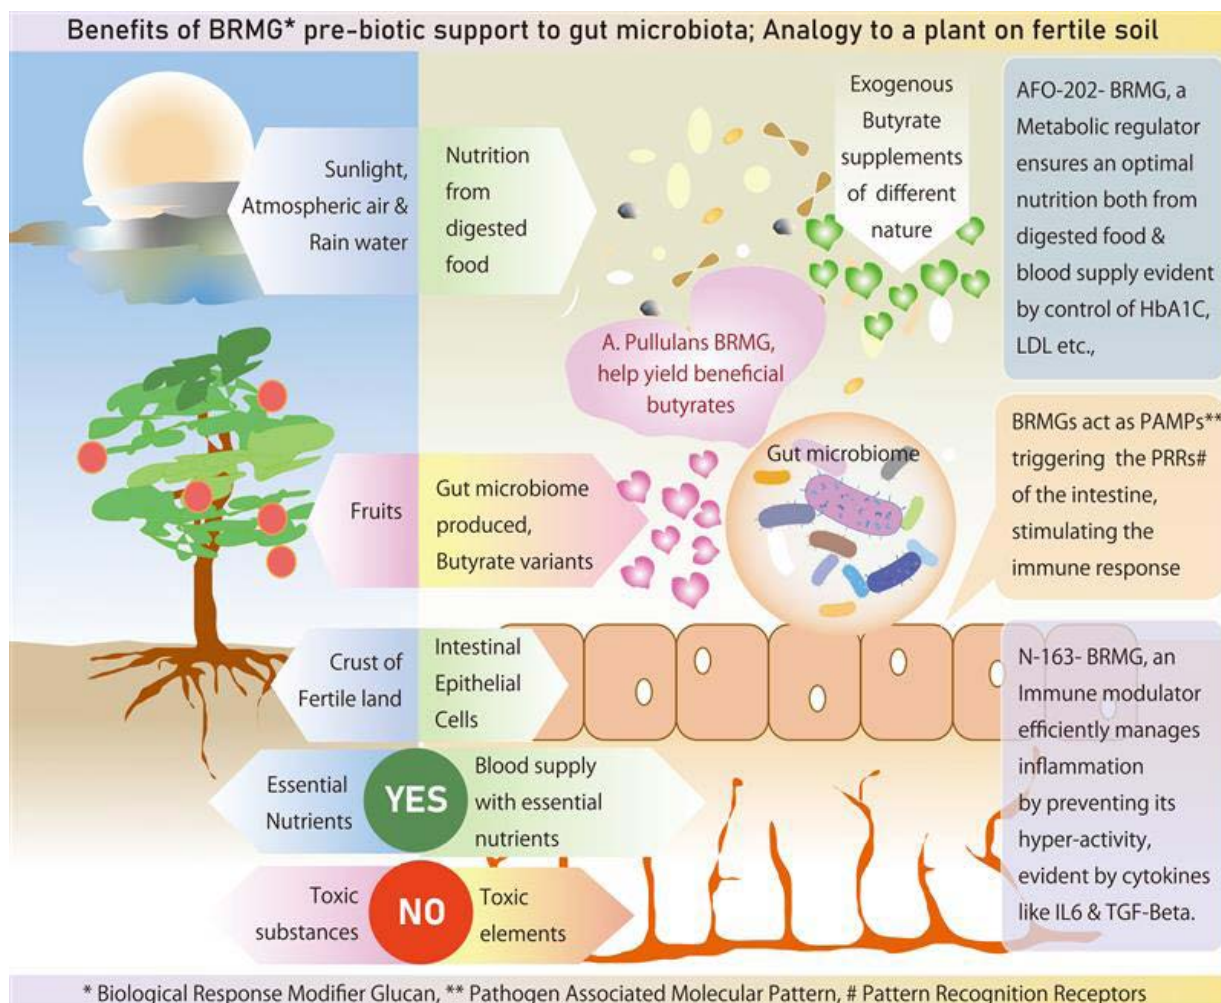 Benefits of BRMG* pre-biotic support to gut microbiota; Analogy to a plant on fertile soil
Sunlight,
Atmospheric air &
Rain water
Nutrition
from
digested
food
Exogenous
Butyrate
supplements
of different
nature
AFO-202- BRMG, a
Metabolic regulator
ensures an optimal
nutrition both from
digested food &
blood supply evident
by control of HbA1C,
LDL etc.,
A. Pullulans BRMG,
help yield beneficial
butyrates
Fruits
Gut microbiome
produced,
Butyrate variants
Gut microbiome
BRMGs act as PAMPs**
triggering the PRRs#
of the intestine,
stimulating the
immune response
Crust of
Fertile land
Intestinal
Epithelial
Cells
N-163- BRMG, an
Immune modulator
efficiently manages
inflammation
by preventing its
hyper-activity,
evident by cytokines
like IL6 & TGF-Beta.
Essential
Nutrients
YES
Blood supply
with essential
nutrients
Toxic
substances
NO
Toxic
elements
* Biological Response Modifier Glucan, ** Pathogen Associated Molecular Pattern, # Pattern Recognition Receptors